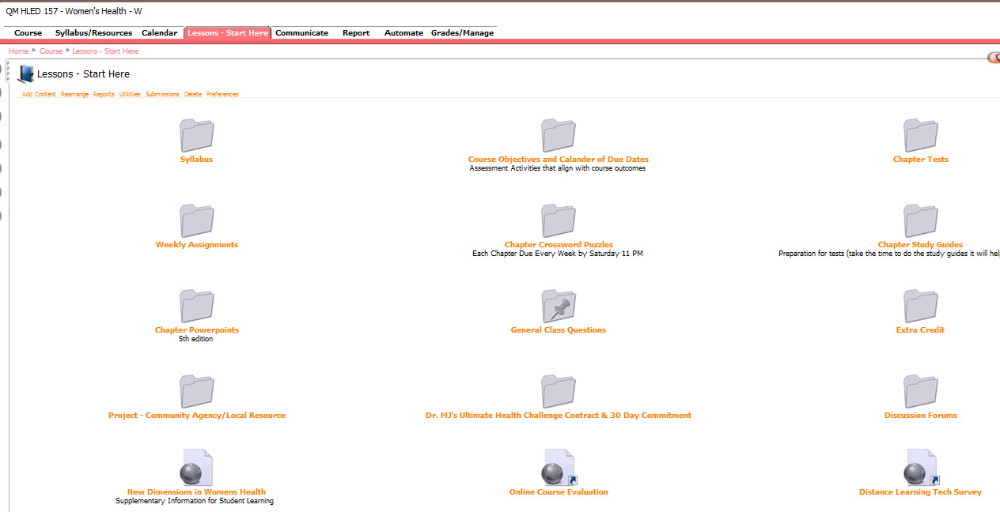 QM HLED 157 - Women's Health - W
Course Syllabus/Resources Calendar Lessons - Start Here Communicate Report Automate Grades/Manage
Home Course Lessons - Start Here
Lessons - Start Here
Add Content Rearrange Reports Utilities Submissions Delete Preferences
Syllabus
Course Objectives and Calander of Due Dates
Assessment Activities that align with course outcomes
Chapter Tests
Weekly Assignments
Chapter Crossword Puzzles
Each Chapter Due Every Week by Saturday 11 PM
Chapter Study Guides
Preparation for tests (take the time to do the study guides it will
Chapter Powerpoints
5th edition
General Class Questions
Extra Credit
Project - Community Agency/Local Resource
Dr. MJ's Ultimate Health Challenge Contract & 30 Day Commitment
Discussion Forums
New Dimensions in Womens Health
Supplementary Information for Student Learning
Online Course Evaluation
Distance Learning Tech Survey